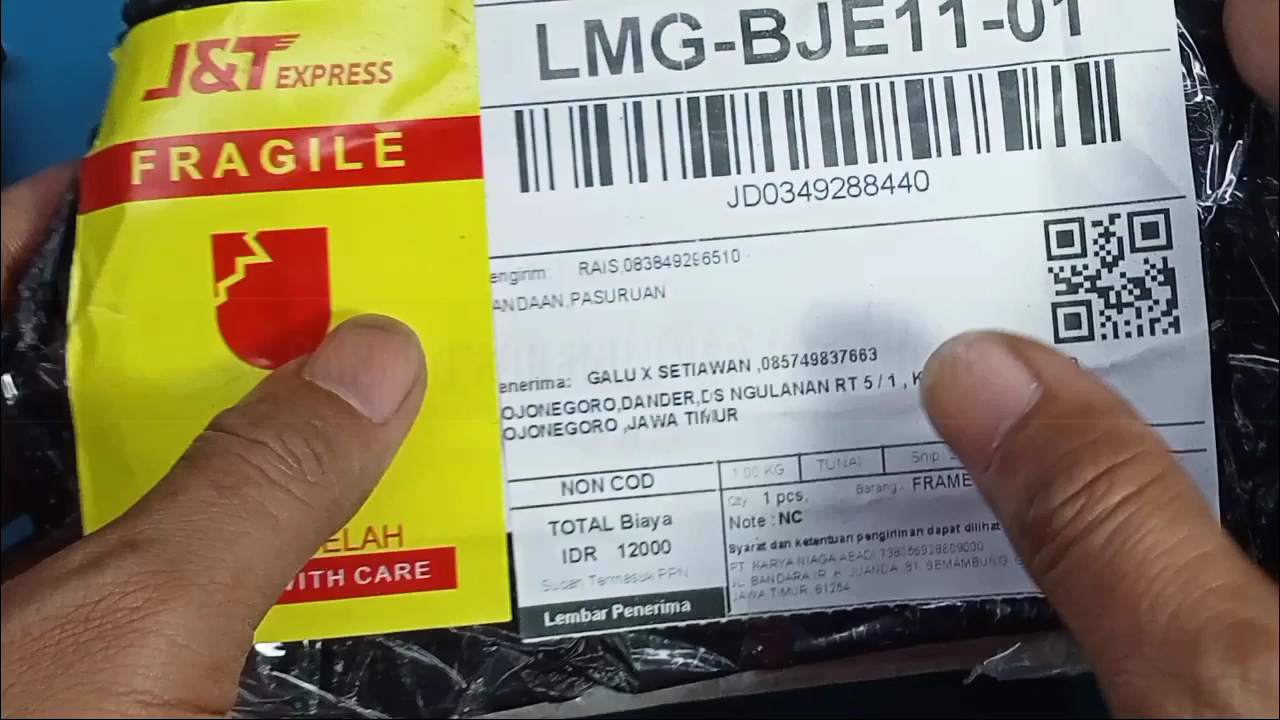 J&T EXPRESS
FRAGILE
ELAH
WITH CARE
LMG-BJE11-01
JD0349288440
engirim: RAIS,083849296510
ANDAAN,PASURUAN
enerima: GALU X SETIAWAN ,085749837663
OJONEGORO,DANDER,DS NGULANAN RT 5 / 1 , K
OJONEGORO ,JAWA TIMUR
NON COD
1.00 KG TUNAI
TOTAL Biaya
IDR 12000
Sudah Termasuk PPN
Lembar Penerima
Qty 1 pcs, Barang : FRAME
Note : NC
Syarat dan ketentuan pengiriman dapat dilihat
PT KARYA NIAGA ABADI
JAWA TIMUR